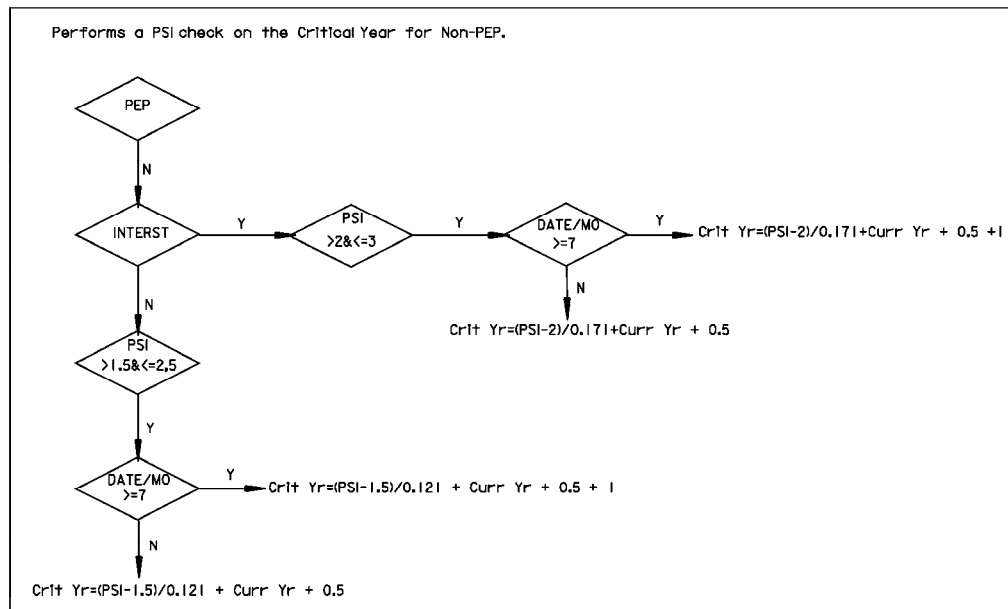 Performs a PSI check on the Critical Year for Non-PEP.
PEP
N
INTERST
Y
PSI
>2&<=3
Y
DATE/MO
>=7
Y
Crit Yr=(PSI-2)/0.171+Curr Yr + 0.5 +1
N
N
Crit Yr=(PSI-2)/0.171+Curr Yr + 0.5
PSI
>1.5&<=2.5
Y
DATE/MO
>=7
Y
Crit Yr=(PSI-1.5)/0.121 + Curr Yr + 0.5 + 1
N
Crit Yr=(PSI-1.5)/0.121 + Curr Yr + 0.5